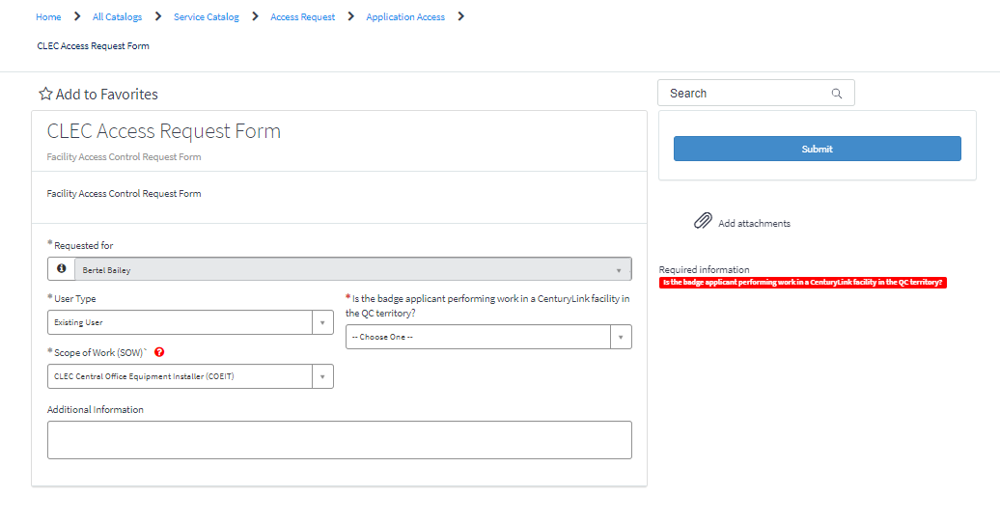 Home > All Catalogs > Service Catalog > Access Request > Application Access >
CLEC Access Request Form
Add to Favorites
Search
CLEC Access Request Form
Facility Access Control Request Form
Submit
Facility Access Control Request Form
Add attachments
* Requested for
Bertel Bailey
Required information
Is the badge applicant performing work in a CenturyLink facility in the QC territory?
* User Type
Existing User
* Is the badge applicant performing work in a CenturyLink facility in
the QC territory?
-- Choose One --
* Scope of Work (SOW)` ?
CLEC Central Office Equipment Installer (COEIT)
Additional Information